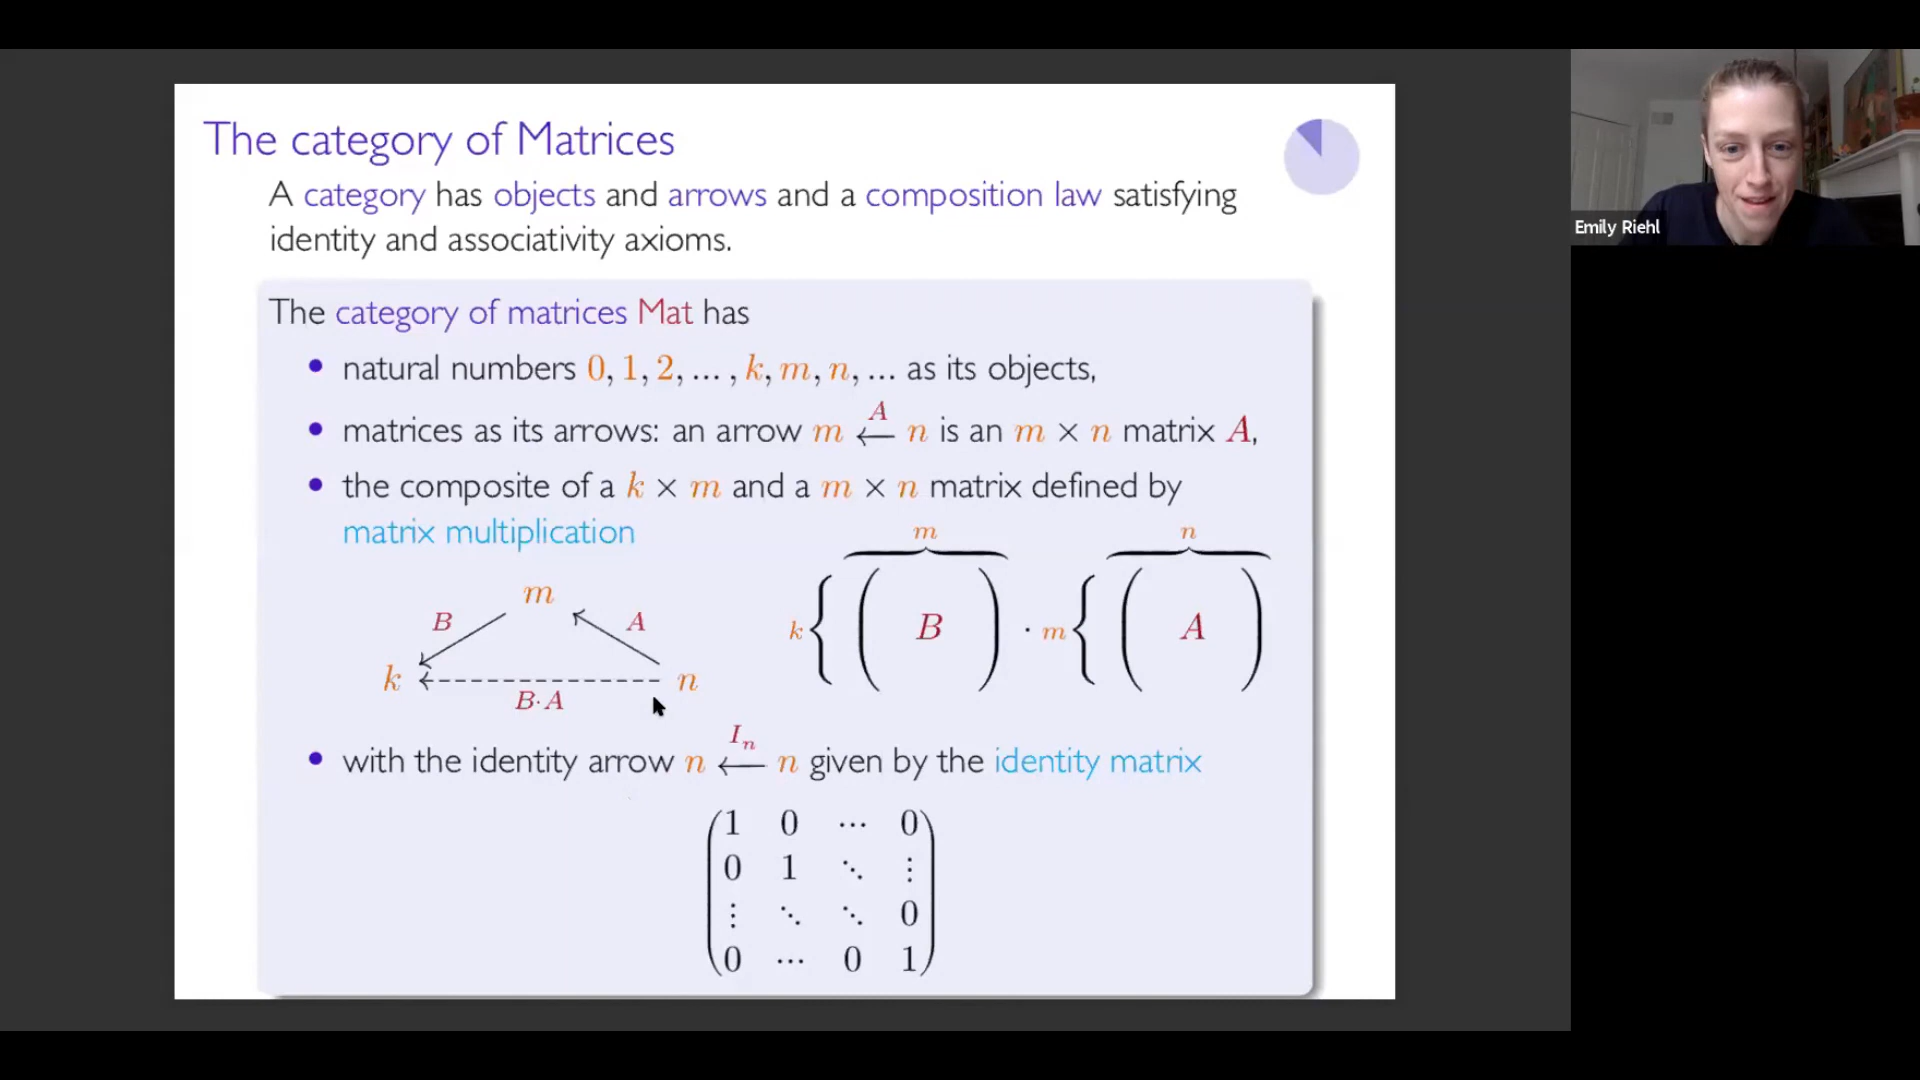 The category of Matrices
A category has objects and arrows and a composition law satisfying
identity and associativity axioms.
The category of matrices Mat has
• natural numbers 0, 1, 2, … , k, m, n, … as its objects,
• matrices as its arrows: an arrow m ←A n is an m × n matrix A,
• the composite of a k × m and a m × n matrix defined by
matrix multiplication
m n
m
B A
k { ( B ) · m { ( A )
k n
B·A
• with the identity arrow n ←Iₙ n given by the identity matrix
1 0 ⋯ 0
0 1 ⋱ ⋮
⋮ ⋱ ⋱ 0
0 ⋯ 0 1
Emily Riehl